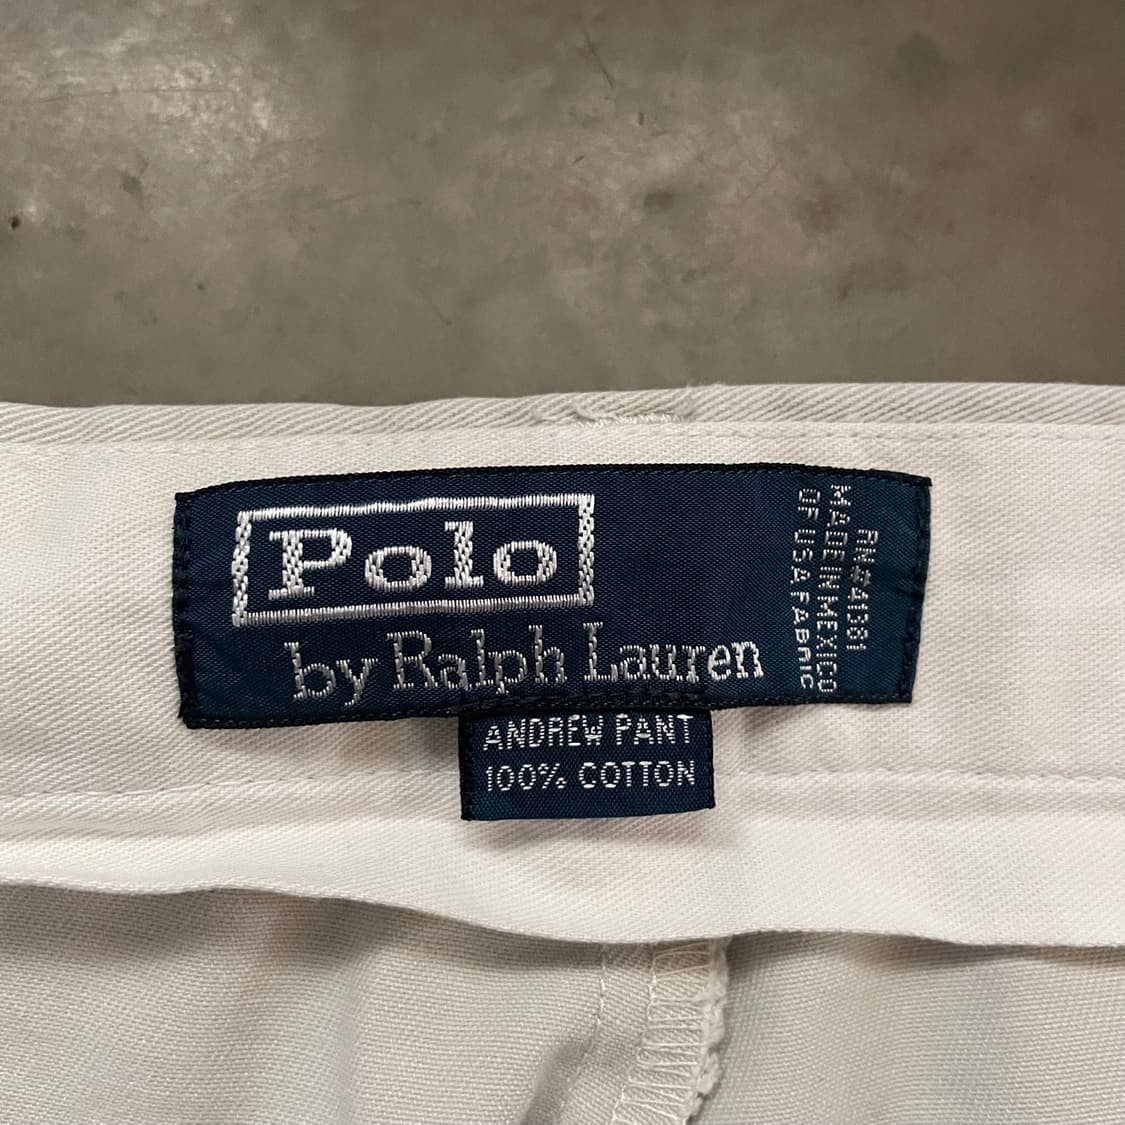 Polo
by Ralph Lauren
RN#41381
MADE IN MEXICO
OF USA FABRIC
ANDREW PANT
100% COTTON